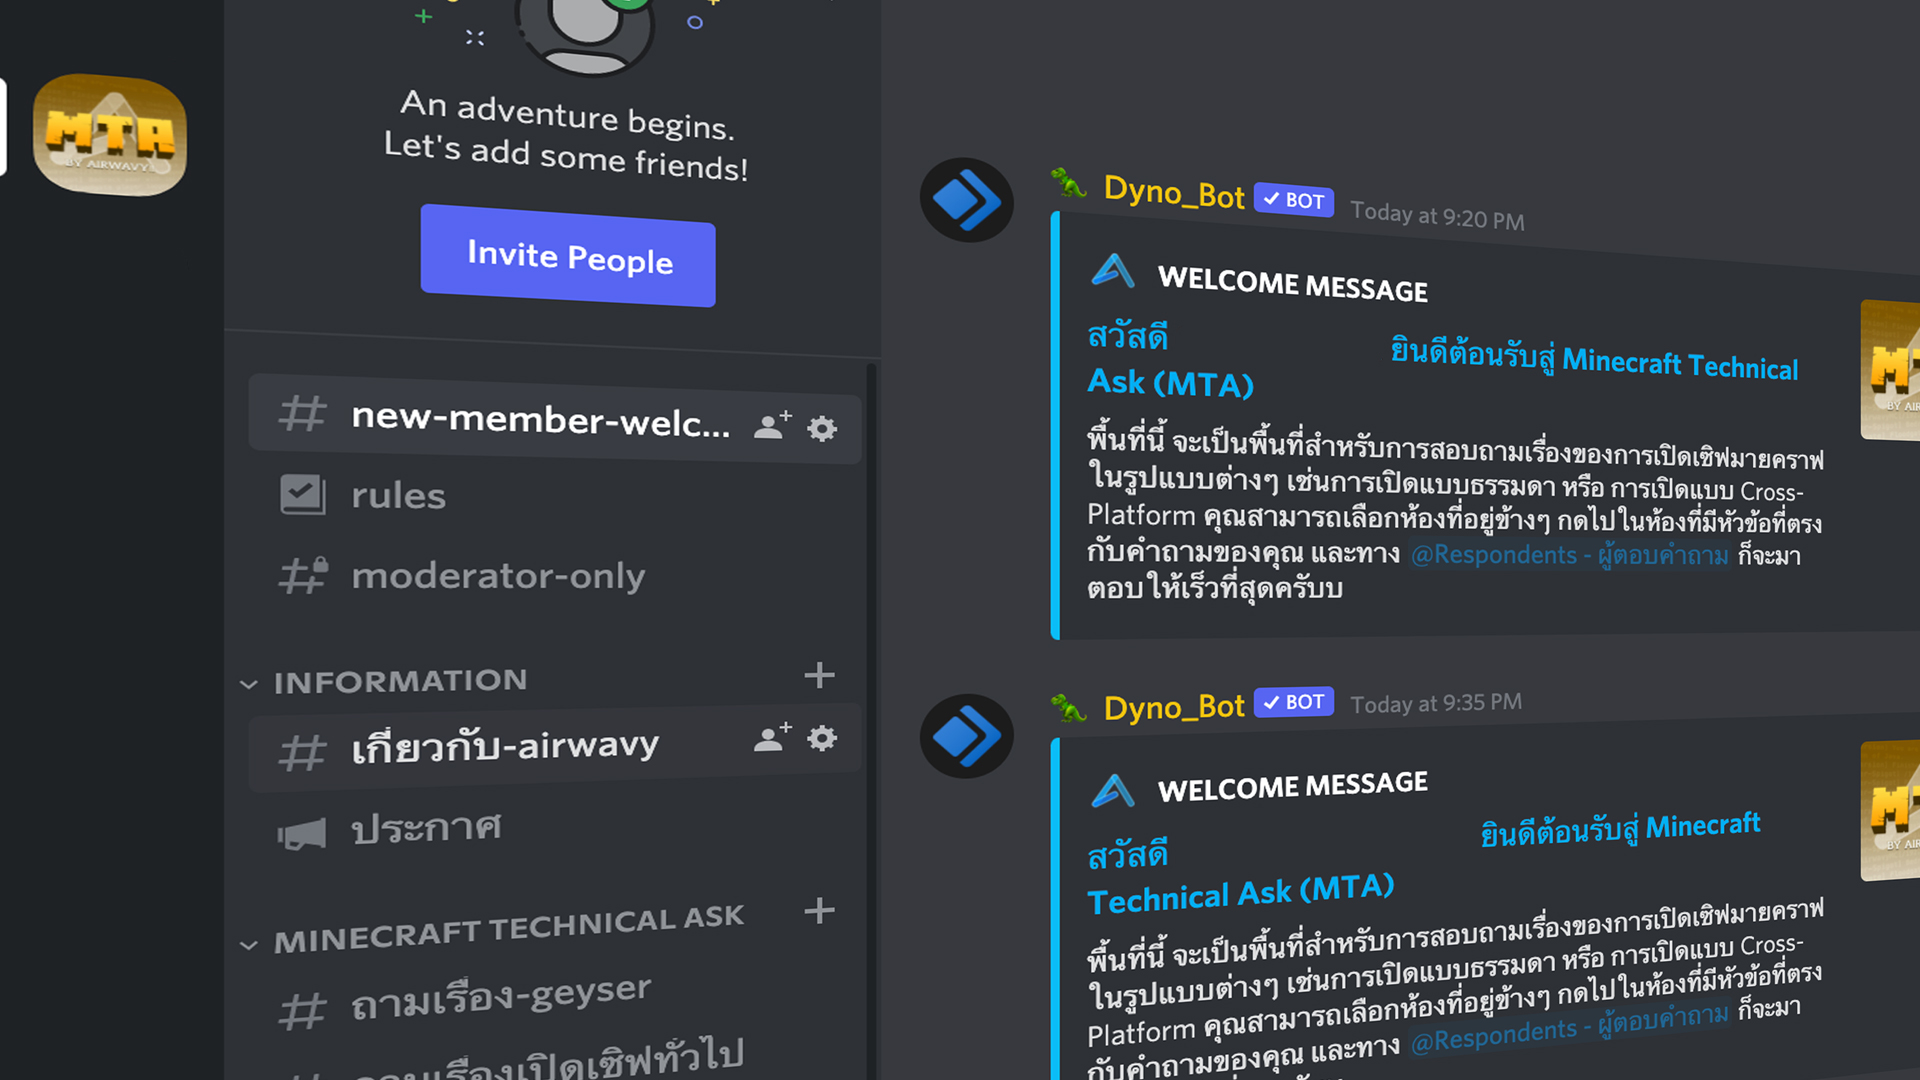 MTA
BY AIRWAVY
An adventure begins.
Let's add some friends!
Invite People
new-member-welc...
rules
moderator-only
INFORMATION
เกี่ยวกับ-airwavy
ประกาศ
MINECRAFT TECHNICAL ASK
ถามเรื่อง-geyser
ถามเรื่องเปิดเซิฟทั่วไป
Dyno_Bot BOT Today at 9:20 PM
WELCOME MESSAGE
สวัสดี ยินดีต้อนรับสู่ Minecraft Technical
Ask (MTA)
พื้นที่นี้ จะเป็นพื้นที่สำหรับการสอบถามเรื่องของการเปิดเซิฟมายคราฟ
ในรูปแบบต่างๆ เช่นการเปิดแบบธรรมดา หรือ การเปิดแบบ Cross-
Platform คุณสามารถเลือกห้องที่อยู่ข้างๆ กดไปในห้องที่มีหัวข้อที่ตรง
กับคำถามของคุณ และทาง @Respondents - ผู้ตอบคำถาม ก็จะมา
ตอบให้เร็วที่สุดครับบ
Dyno_Bot BOT Today at 9:35 PM
WELCOME MESSAGE
สวัสดี ยินดีต้อนรับสู่ Minecraft
Technical Ask (MTA)
พื้นที่นี้ จะเป็นพื้นที่สำหรับการสอบถามเรื่องของการเปิดเซิฟมายคราฟ
ในรูปแบบต่างๆ เช่นการเปิดแบบธรรมดา หรือ การเปิดแบบ Cross-
Platform คุณสามารถเลือกห้องที่อยู่ข้างๆ กดไปในห้องที่มีหัวข้อที่ตรง
กับคำถามของคุณ และทาง @Respondents - ผู้ตอบคำถาม ก็จะมา